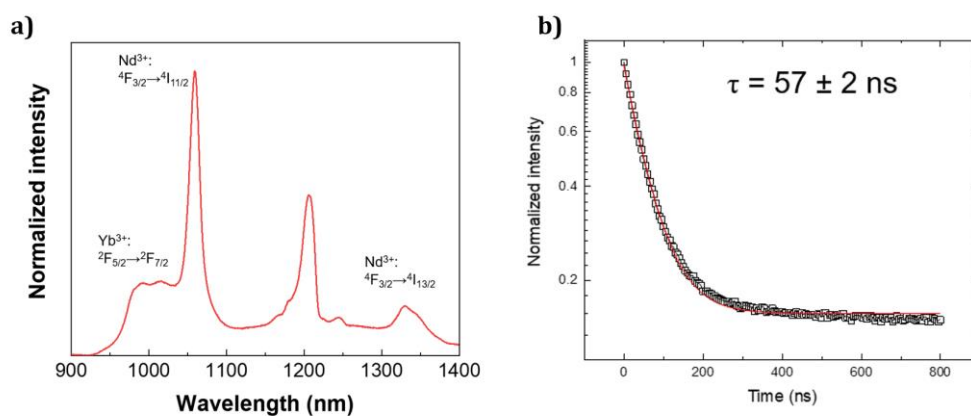 a)
Nd³⁺:
⁴F₃/₂→⁴I₁₁/₂
Yb³⁺:
²F₅/₂→²F₇/₂
Nd³⁺:
⁴F₃/₂→⁴I₁₃/₂
Normalized intensity
900 1000 1100 1200 1300 1400
Wavelength (nm)
b)
τ = 57 ± 2 ns
1
0.8
0.6
0.4
0.2
Normalized intensity
0 200 400 600 800
Time (ns)